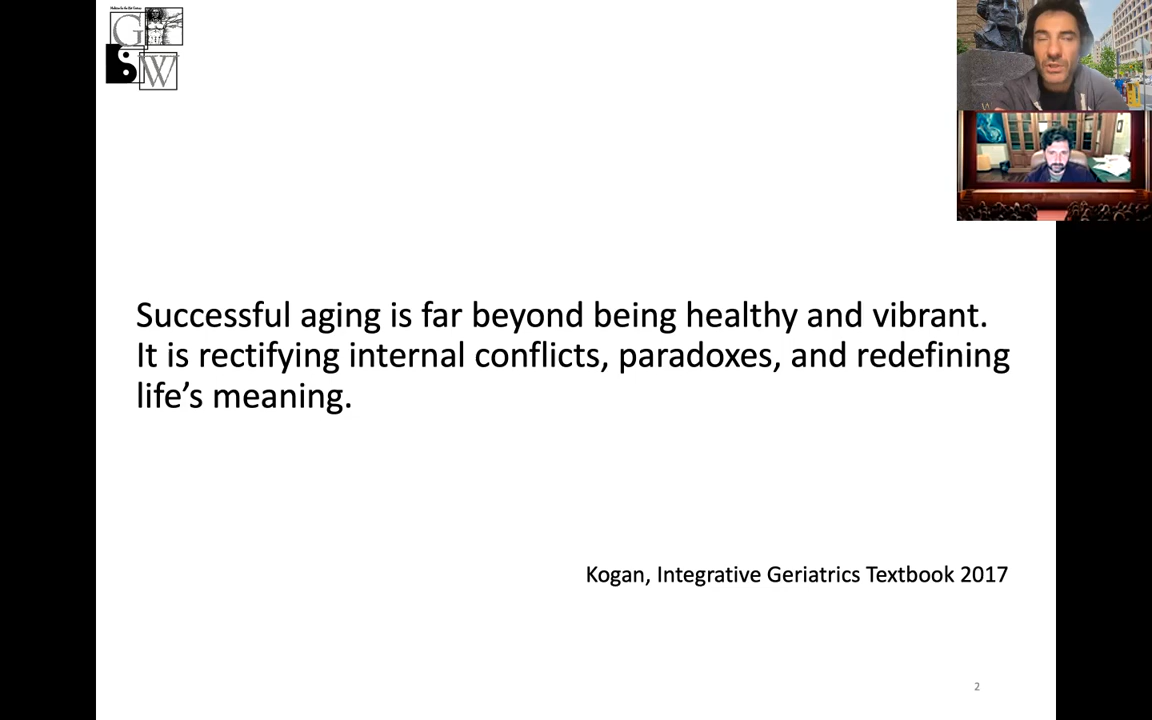 G
W
Successful aging is far beyond being healthy and vibrant.
It is rectifying internal conflicts, paradoxes, and redefining
life’s meaning.
Kogan, Integrative Geriatrics Textbook 2017
2